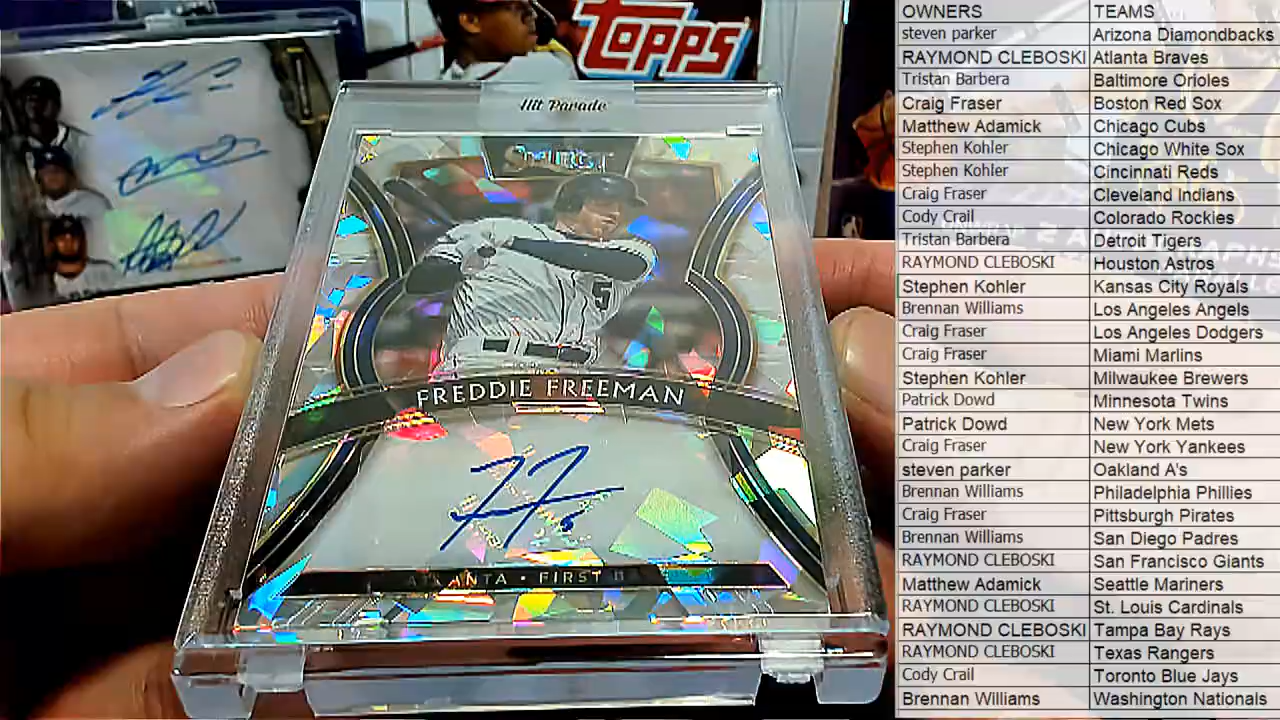 TOPPS
Hit Parade
SELECT
5
FREDDIE FREEMAN
ATLANTA • FIRST
OWNERS TEAMS
steven parker Arizona Diamondbacks
RAYMOND CLEBOSKI Atlanta Braves
Tristan Barbera Baltimore Orioles
Craig Fraser Boston Red Sox
Matthew Adamick Chicago Cubs
Stephen Kohler Chicago White Sox
Stephen Kohler Cincinnati Reds
Craig Fraser Cleveland Indians
Cody Crail Colorado Rockies
Tristan Barbera Detroit Tigers
RAYMOND CLEBOSKI Houston Astros
Stephen Kohler Kansas City Royals
Brennan Williams Los Angeles Angels
Craig Fraser Los Angeles Dodgers
Craig Fraser Miami Marlins
Stephen Kohler Milwaukee Brewers
Patrick Dowd Minnesota Twins
Patrick Dowd New York Mets
Craig Fraser New York Yankees
steven parker Oakland A's
Brennan Williams Philadelphia Phillies
Craig Fraser Pittsburgh Pirates
Brennan Williams San Diego Padres
RAYMOND CLEBOSKI San Francisco Giants
Matthew Adamick Seattle Mariners
RAYMOND CLEBOSKI St. Louis Cardinals
RAYMOND CLEBOSKI Tampa Bay Rays
RAYMOND CLEBOSKI Texas Rangers
Cody Crail Toronto Blue Jays
Brennan Williams Washington Nationals